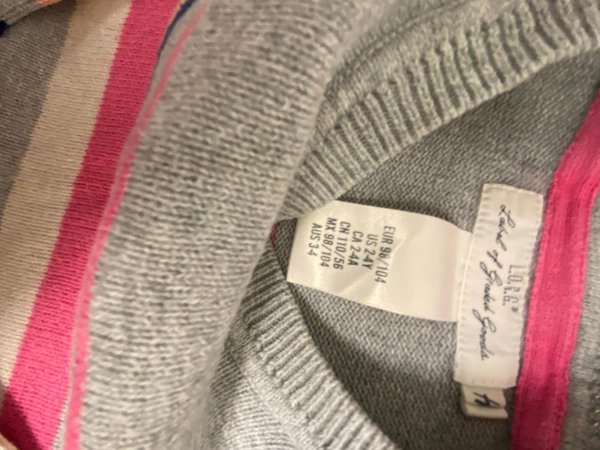 L.O.G.G.
Label of Graded Goods
EUR 98/104
US 2-4Y
CA 2-4A
CN 110/56
MX 98/104
AUS 3-4